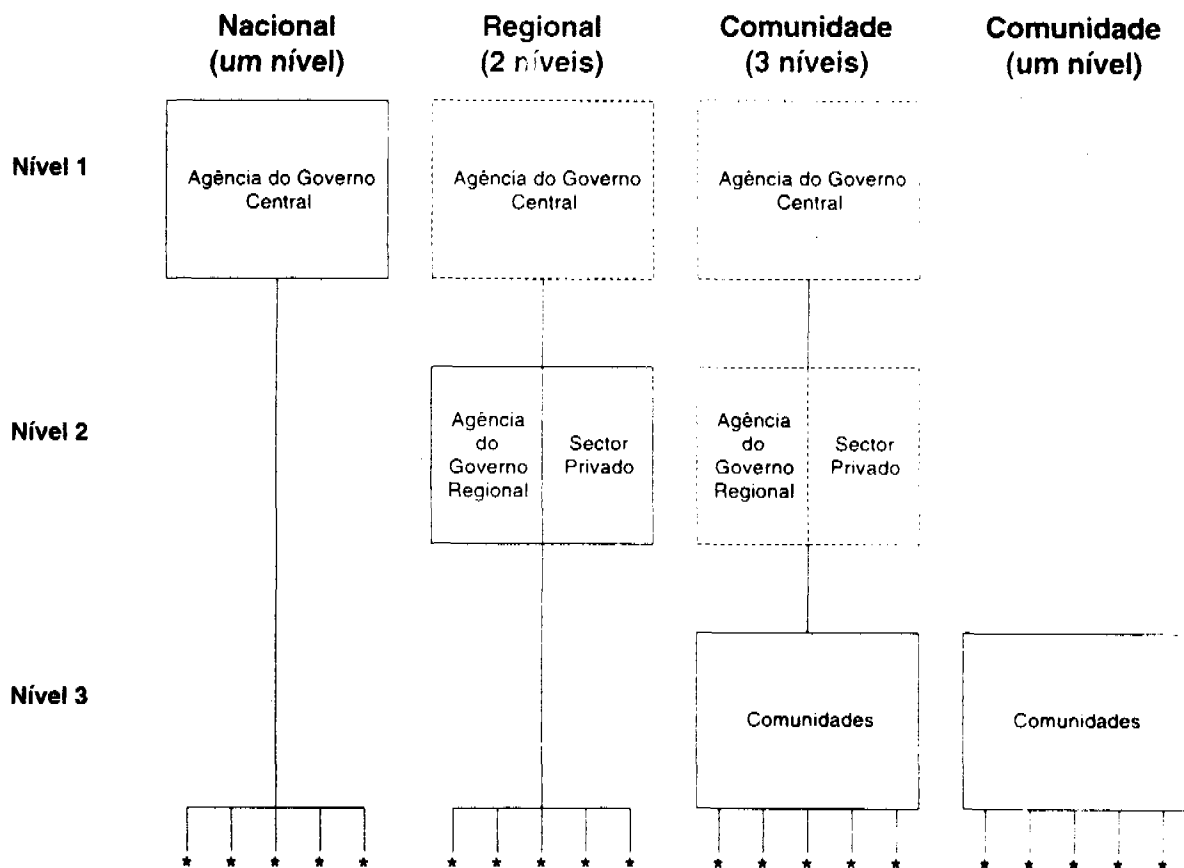 Nacional
(um nível)
Regional
(2 níveis)
Comunidade
(3 níveis)
Comunidade
(um nível)
Nível 1
Agência do Governo
Central
Agência do Governo
Central
Agência do Governo
Central
Nível 2
Agência
do
Governo
Regional
Sector
Privado
Agência
do
Governo
Regional
Sector
Privado
Nível 3
Comunidades
Comunidades
* * * * *
* * * * *
* * * * *
* * * * *